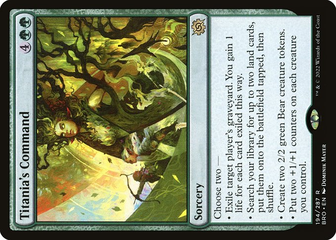 Titania's Command 4
Sorcery
Choose two —
• Exile target player's graveyard. You gain 1
life for each card exiled this way.
• Search your library for up to two land cards,
put them onto the battlefield tapped, then
shuffle.
• Create two 2/2 green Bear creature tokens.
• Put two +1/+1 counters on each creature
you control.
194/287 R
BRO • EN DOMINIK MAYER
™ & © 2022 Wizards of the Coast